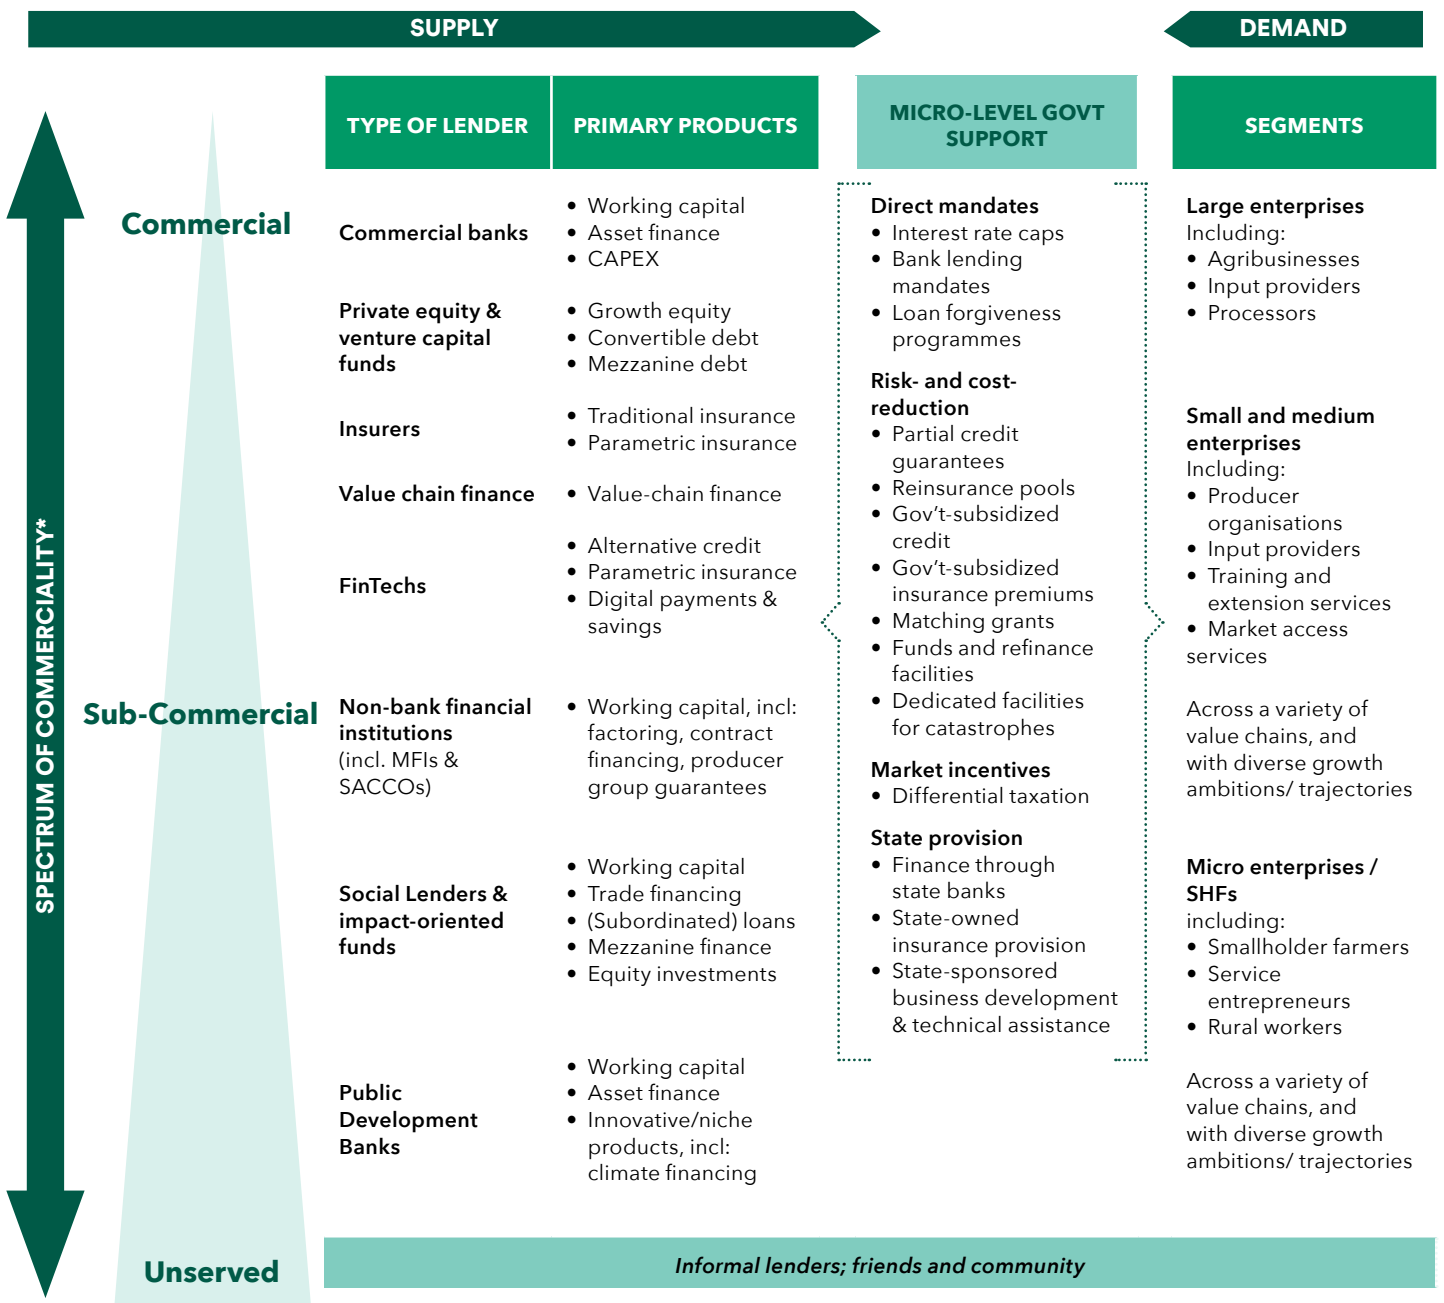 SUPPLY
DEMAND
TYPE OF LENDER
PRIMARY PRODUCTS
MICRO-LEVEL GOVT
SUPPORT
SEGMENTS
SPECTRUM OF COMMERCIALITY*
Commercial
Sub-Commercial
Unserved
Commercial banks
• Working capital
• Asset finance
• CAPEX
Private equity &
venture capital
funds
• Growth equity
• Convertible debt
• Mezzanine debt
Insurers
• Traditional insurance
• Parametric insurance
Value chain finance
• Value-chain finance
FinTechs
• Alternative credit
• Parametric insurance
• Digital payments &
savings
Non-bank financial
institutions
(incl. MFIs &
SACCOs)
• Working capital, incl:
factoring, contract
financing, producer
group guarantees
Social Lenders &
impact-oriented
funds
• Working capital
• Trade financing
• (Subordinated) loans
• Mezzanine finance
• Equity investments
Public
Development
Banks
• Working capital
• Asset finance
• Innovative/niche
products, incl:
climate financing
Direct mandates
• Interest rate caps
• Bank lending
mandates
• Loan forgiveness
programmes
Risk- and cost-
reduction
• Partial credit
guarantees
• Reinsurance pools
• Gov’t-subsidized
credit
• Gov’t-subsidized
insurance premiums
• Matching grants
• Funds and refinance
facilities
• Dedicated facilities
for catastrophes
Market incentives
• Differential taxation
State provision
• Finance through
state banks
• State-owned
insurance provision
• State-sponsored
business development
& technical assistance
Large enterprises
Including:
• Agribusinesses
• Input providers
• Processors
Small and medium
enterprises
Including:
• Producer
organisations
• Input providers
• Training and
extension services
• Market access
services
Across a variety of
value chains, and
with diverse growth
ambitions/ trajectories
Micro enterprises /
SHFs
including:
• Smallholder farmers
• Service
entrepreneurs
• Rural workers
Across a variety of
value chains, and
with diverse growth
ambitions/ trajectories
Informal lenders; friends and community